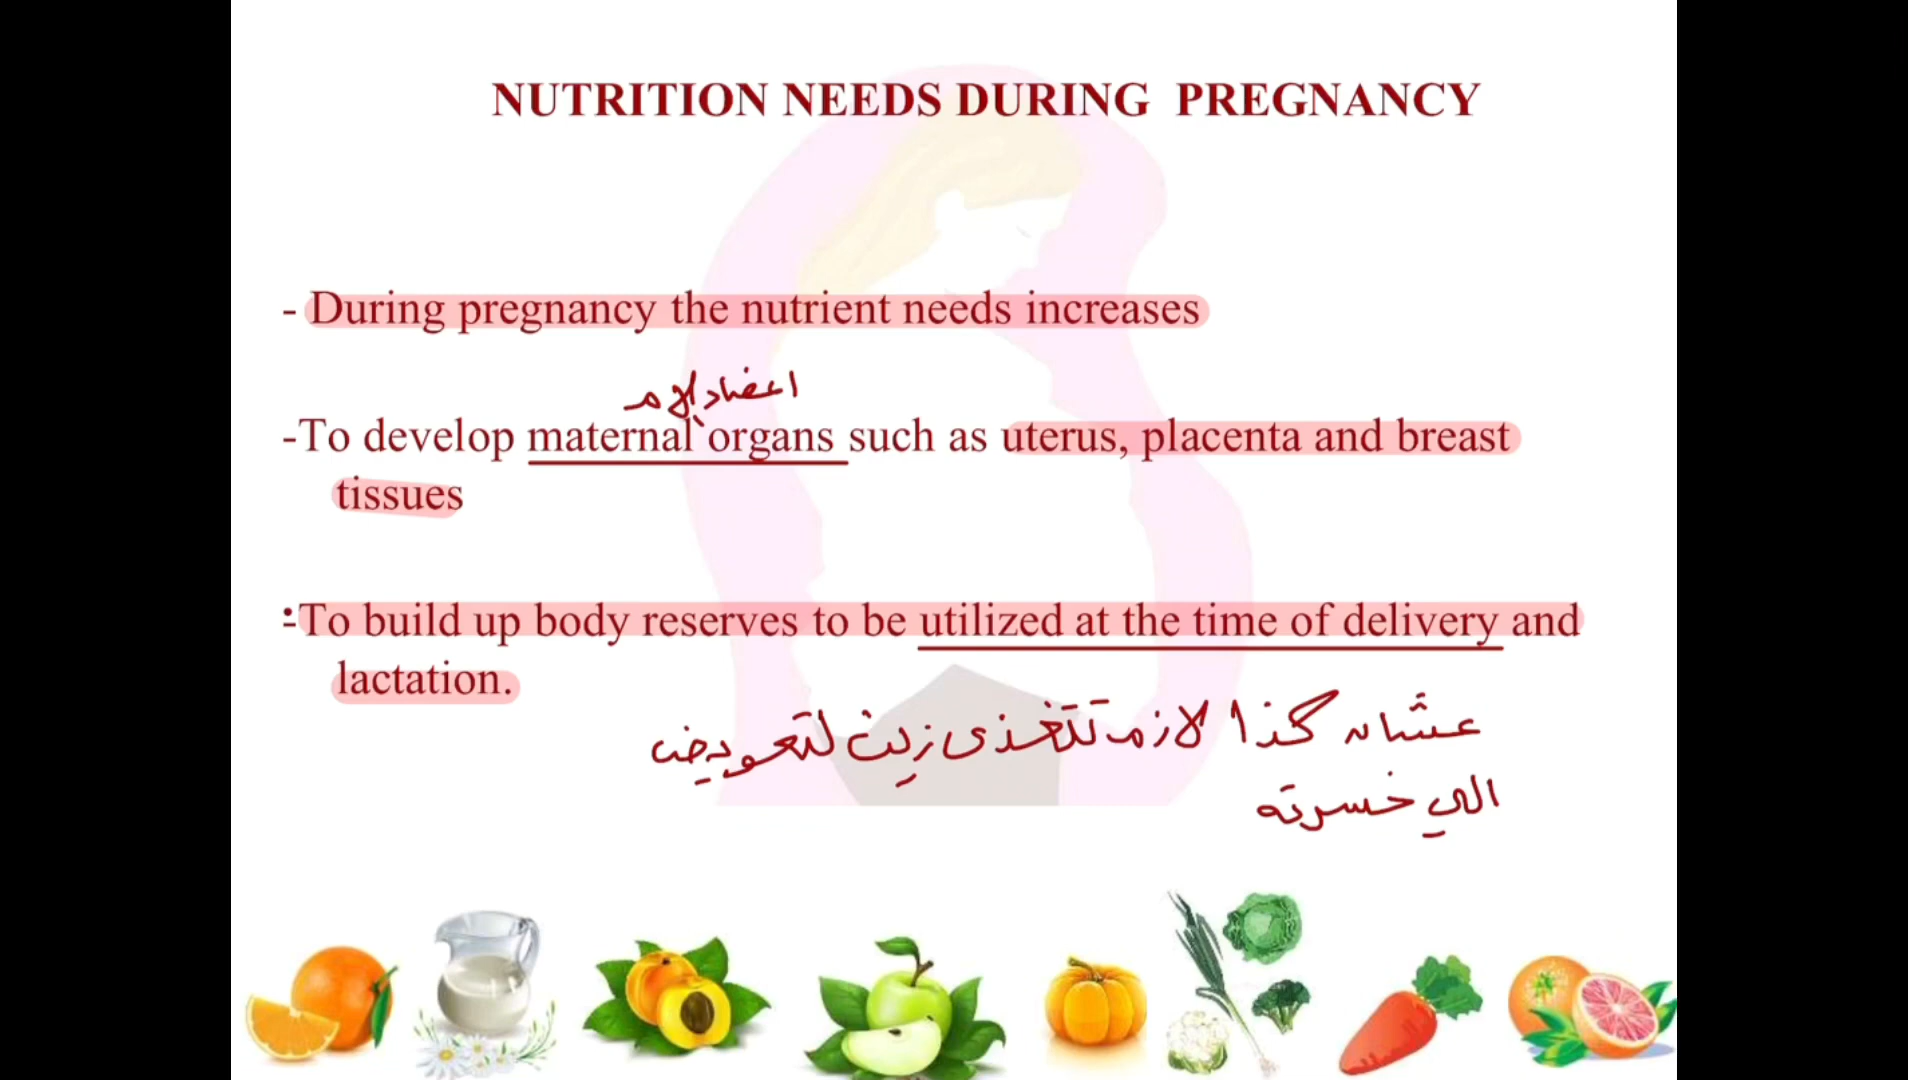 NUTRITION NEEDS DURING PREGNANCY
- During pregnancy the nutrient needs increases
اعضاء الام
-To develop maternal organs such as uterus, placenta and breast
tissues
-To build up body reserves to be utilized at the time of delivery and
lactation.
عشان كذا لازم تتغذى زين لتعويض
الي خسرته